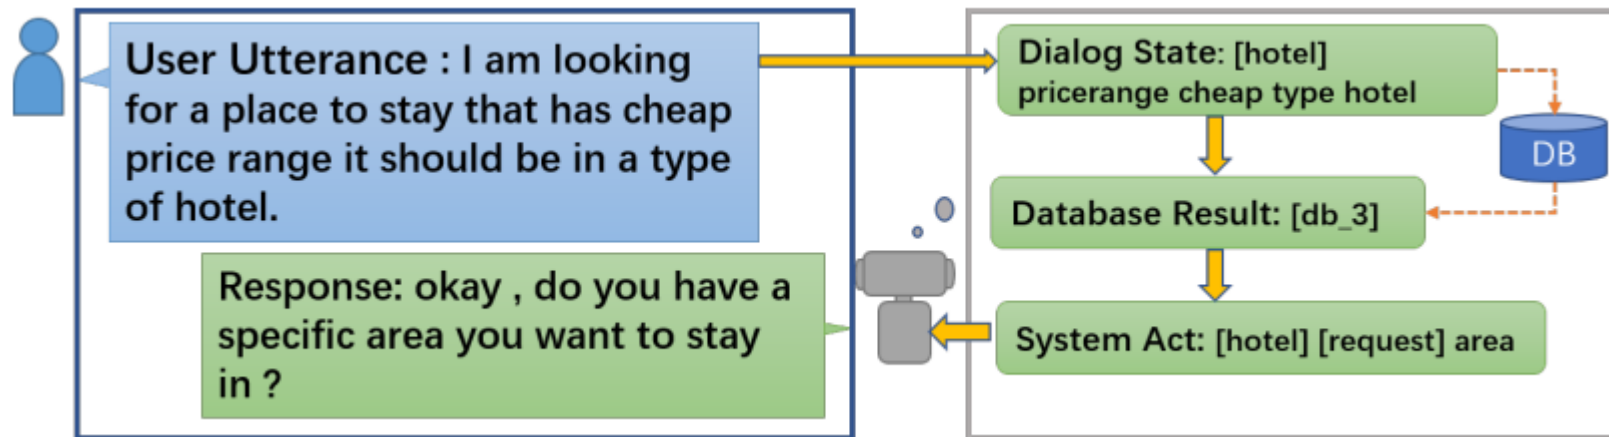 User Utterance : I am looking
for a place to stay that has cheap
price range it should be in a type
of hotel.
Response: okay , do you have a
specific area you want to stay
in ?
Dialog State: [hotel]
pricerange cheap type hotel
DB
Database Result: [db_3]
System Act: [hotel] [request] area